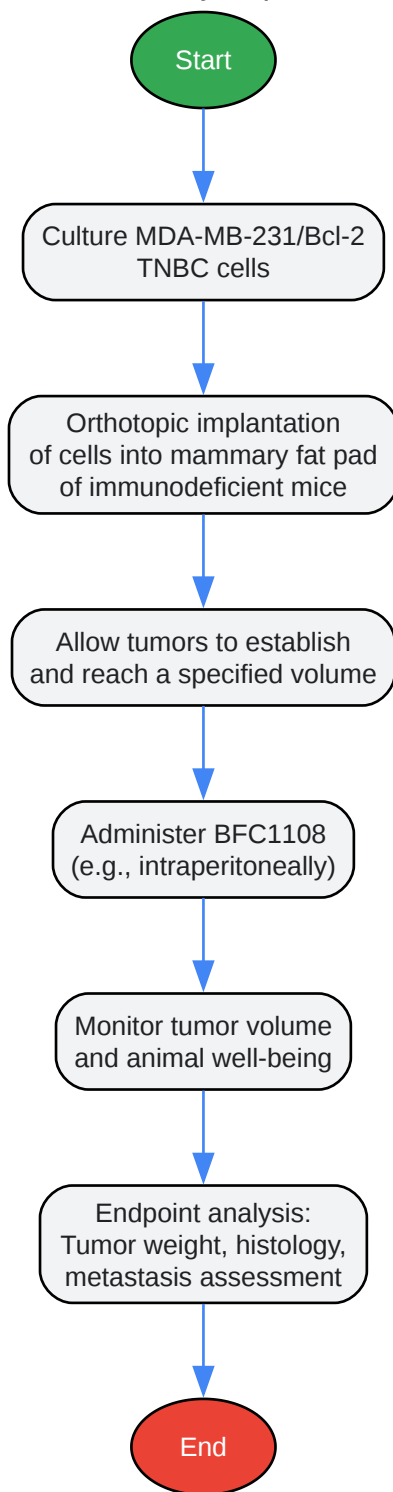 Start
Culture MDA-MB-231/Bcl-2
TNBC cells
Orthotopic implantation
of cells into mammary fat pad
of immunodeficient mice
Allow tumors to establish
and reach a specified volume
Administer BFC1108
(e.g., intraperitoneally)
Monitor tumor volume
and animal well-being
Endpoint analysis:
Tumor weight, histology,
metastasis assessment
End